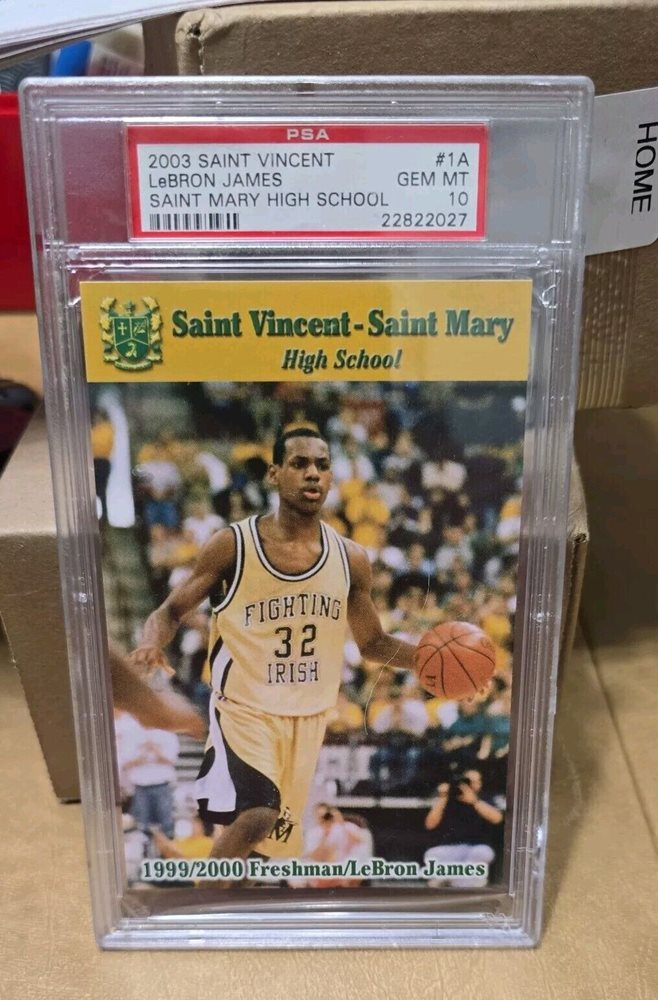 PSA
2003 SAINT VINCENT #1A
LeBRON JAMES GEM MT
SAINT MARY HIGH SCHOOL 10
22822027
HOME
Saint Vincent-Saint Mary
High School
FIGHTING
32
IRISH
1999/2000 Freshman/LeBron James